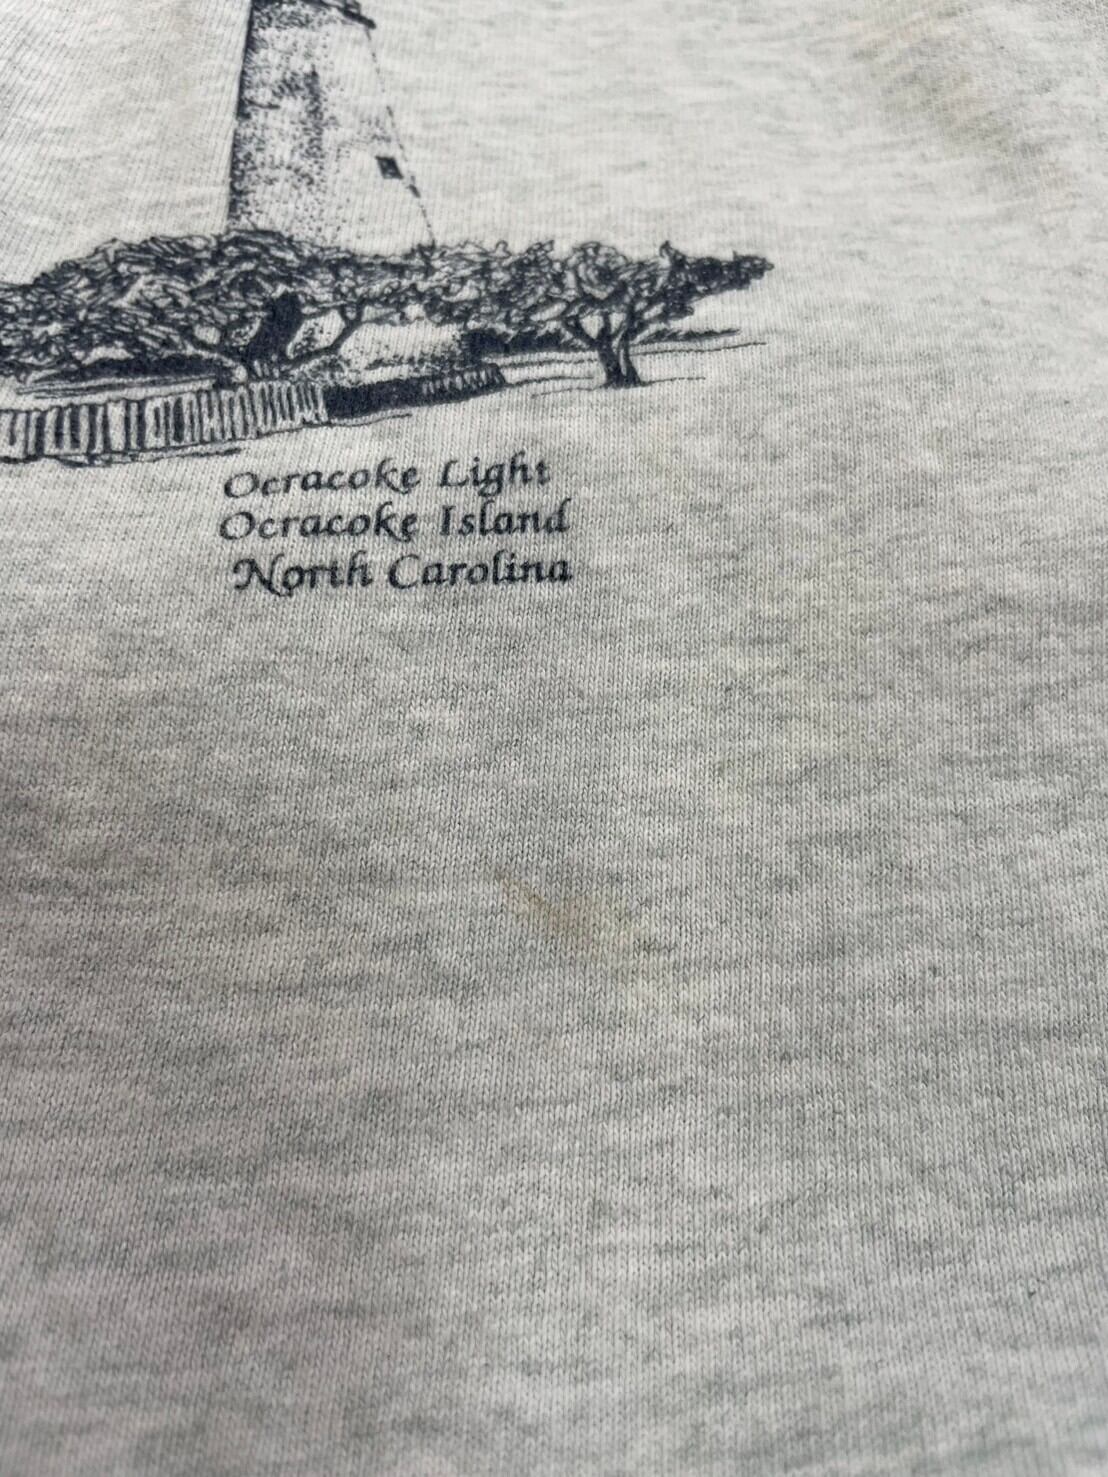 Ocracoke Light
Ocracoke Island
North Carolina